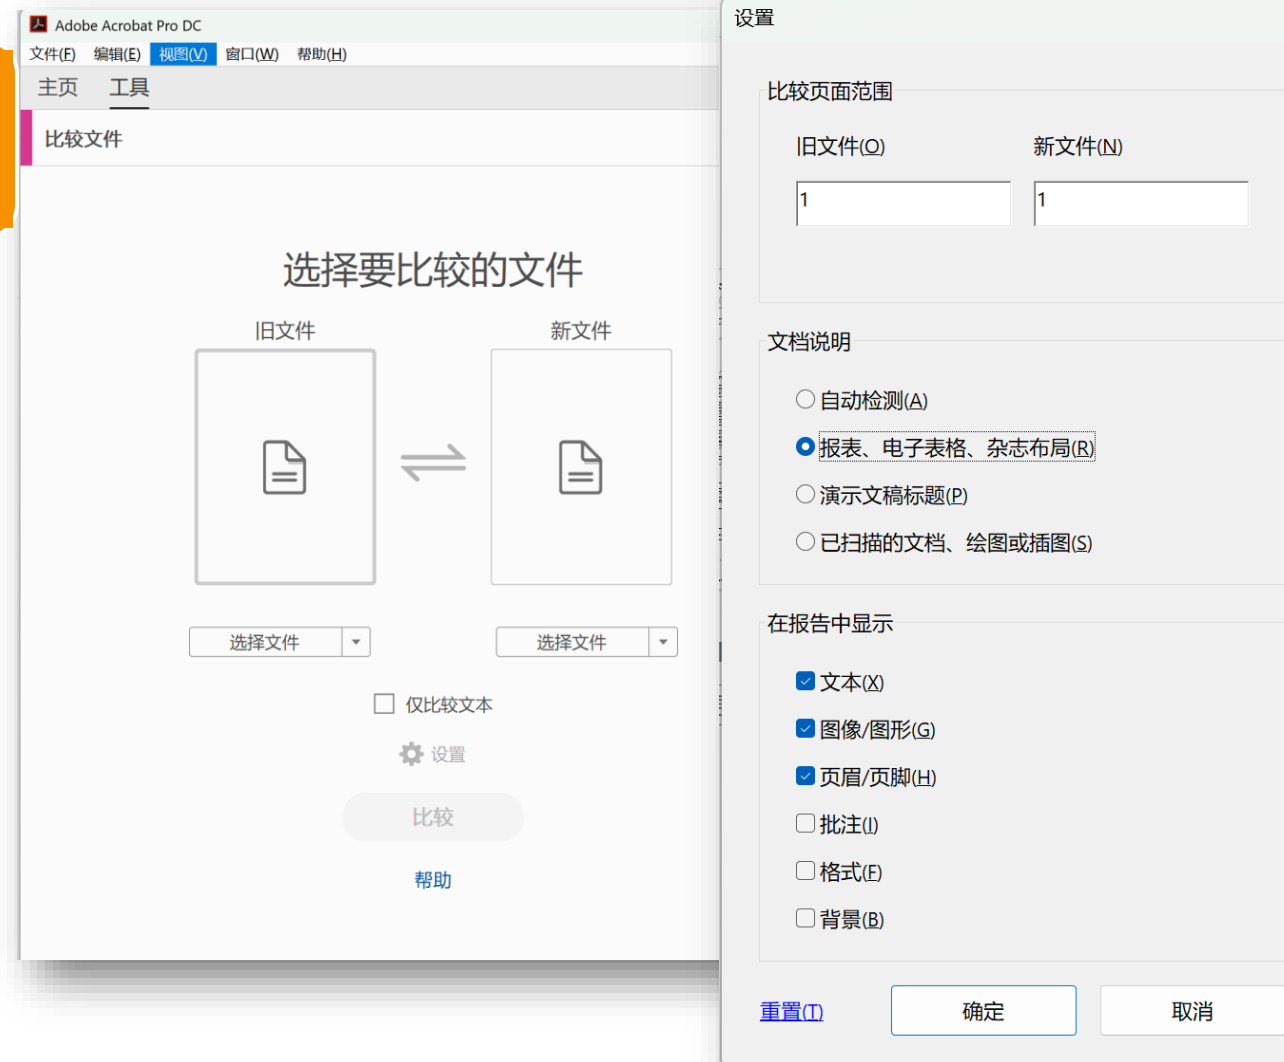 Adobe Acrobat Pro DC
文件(F) 编辑(E) 视图(V) 窗口(W) 帮助(H)
主页 工具
比较文件
选择要比较的文件
旧文件 新文件
选择文件 选择文件
仅比较文本
设置
比较
帮助
设置
比较页面范围
旧文件(O) 新文件(N)
1 1
文档说明
自动检测(A)
报表、电子表格、杂志布局(R)
演示文稿标题(P)
已扫描的文档、绘图或插图(S)
在报告中显示
文本(X)
图像/图形(G)
页眉/页脚(H)
批注(I)
格式(F)
背景(B)
重置(T) 确定 取消